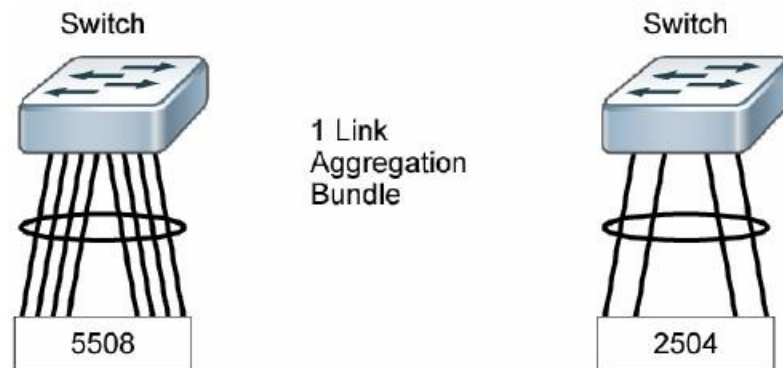 Switch
Switch
1 Link
Aggregation
Bundle
5508
2504